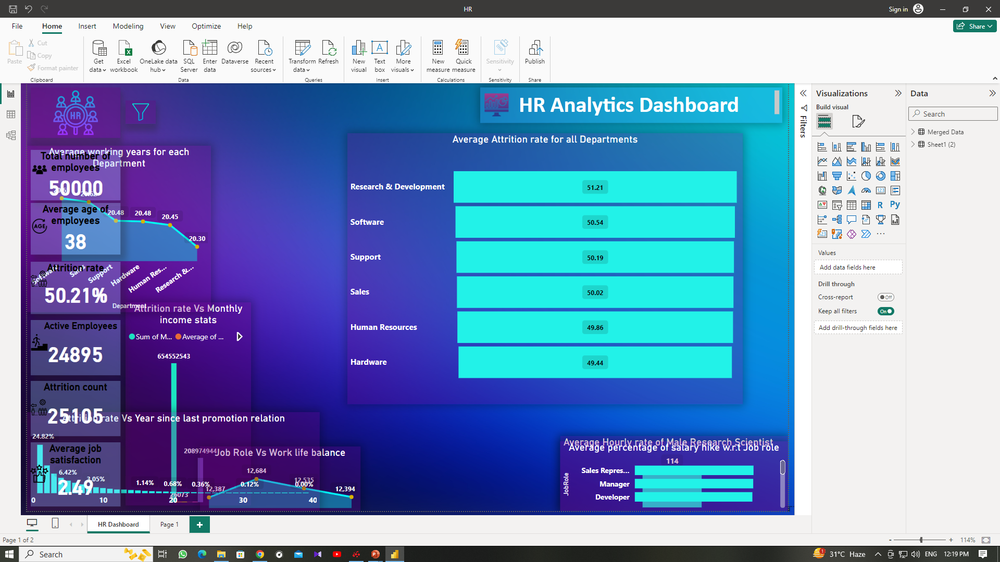 HR
Sign in
File
Home
Insert
Modeling
View
Optimize
Help
Share
Paste
Cut
Copy
Format painter
Clipboard
Get data
Excel workbook
OneLake data hub
SQL Server
Enter data
Dataverse
Recent sources
Data
Transform data
Refresh
Queries
New visual
Text box
More visuals
Insert
New measure
Quick measure
Calculations
Sensitivity
Sensitivity
Publish
Share
HR
HR Analytics Dashboard
Average working years for each
Department
20.48
20.48
20.45
20.30
Software
Sales
Support
Hardware
Human Res...
Research &...
Department
Total number of
employees
50000
Average age of
employees
AGE
38
Attrition rate
50.21%
Active Employees
24895
Attrition count
25105
Average job
satisfaction
2.49
Attrition rate Vs Monthly
income stats
Sum of M...
Average of ...
654552543
208974944
26073
Attrition rate Vs Year since last promotion relation
24.82%
6.42%
3.05%
1.14%
0.68%
0.36%
0.12%
0.00%
0
10
20
30
40
Job Role Vs Work life balance
12,387
12,684
12,535
12,394
Average Attrition rate for all Departments
Research & Development
51.21
Software
50.54
Support
50.19
Sales
50.02
Human Resources
49.86
Hardware
49.44
Average Hourly rate of Male Research Scientist
Average percentage of salary hike w.r.t Job role
114
JobRole
Sales Repres...
Manager
Developer
Filters
Visualizations
Build visual
123
R
Py
123
Values
Add data fields here
Drill through
Cross-report
Off
Keep all filters
On
Add drill-through fields here
Data
Search
Merged Data
Sheet1 (2)
HR Dashboard
Page 1
Page 1 of 2
- + 114%
Search
1
31°C Haze
ENG
12:19 PM